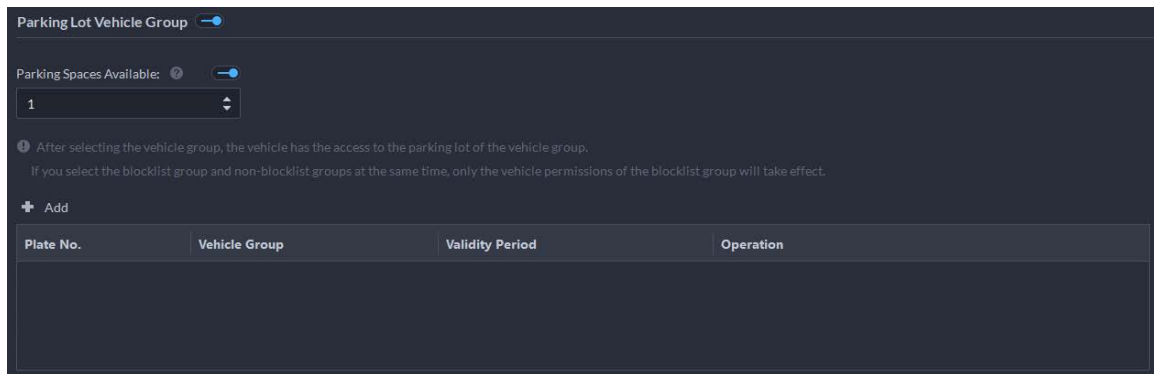 Parking Lot Vehicle Group
Parking Spaces Available:
1
After selecting the vehicle group, the vehicle has the access to the parking lot of the vehicle group.
If you select the blocklist group and non-blocklist groups at the same time, only the vehicle permissions of the blocklist group will take effect.
Add
Plate No. Vehicle Group Validity Period Operation